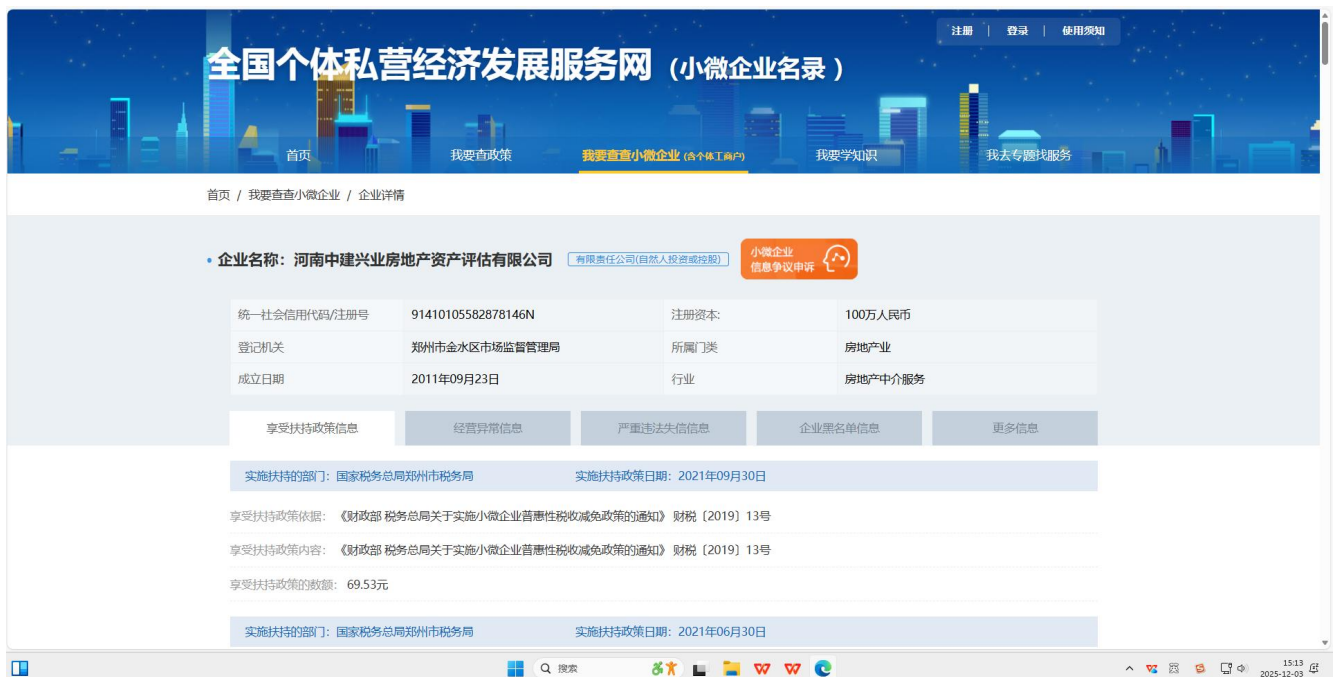 注册 | 登录 | 使用须知
全国个体私营经济发展服务网（小微企业名录）
首页 我要查政策 我要查查小微企业(含个体工商户) 我要学知识 我去专题找服务
首页 / 我要查查小微企业 / 企业详情
• 企业名称：河南中建兴业房地产资产评估有限公司 有限责任公司(自然人投资或控股) 小微企业
信息争议申诉
统一社会信用代码/注册号 91410105582878146N 注册资本: 100万人民币
登记机关 郑州市金水区市场监督管理局 所属门类 房地产业
成立日期 2011年09月23日 行业 房地产中介服务
享受扶持政策信息 经营异常信息 严重违法失信信息 企业黑名单信息 更多信息
实施扶持的部门：国家税务总局郑州市税务局 实施扶持政策日期：2021年09月30日
享受扶持政策依据：《财政部 税务总局关于实施小微企业普惠性税收减免政策的通知》 财税〔2019〕13号
享受扶持政策内容：《财政部 税务总局关于实施小微企业普惠性税收减免政策的通知》 财税〔2019〕13号
享受扶持政策的数额：69.53元
实施扶持的部门：国家税务总局郑州市税务局 实施扶持政策日期：2021年06月30日
搜索
15:13
2025-12-03